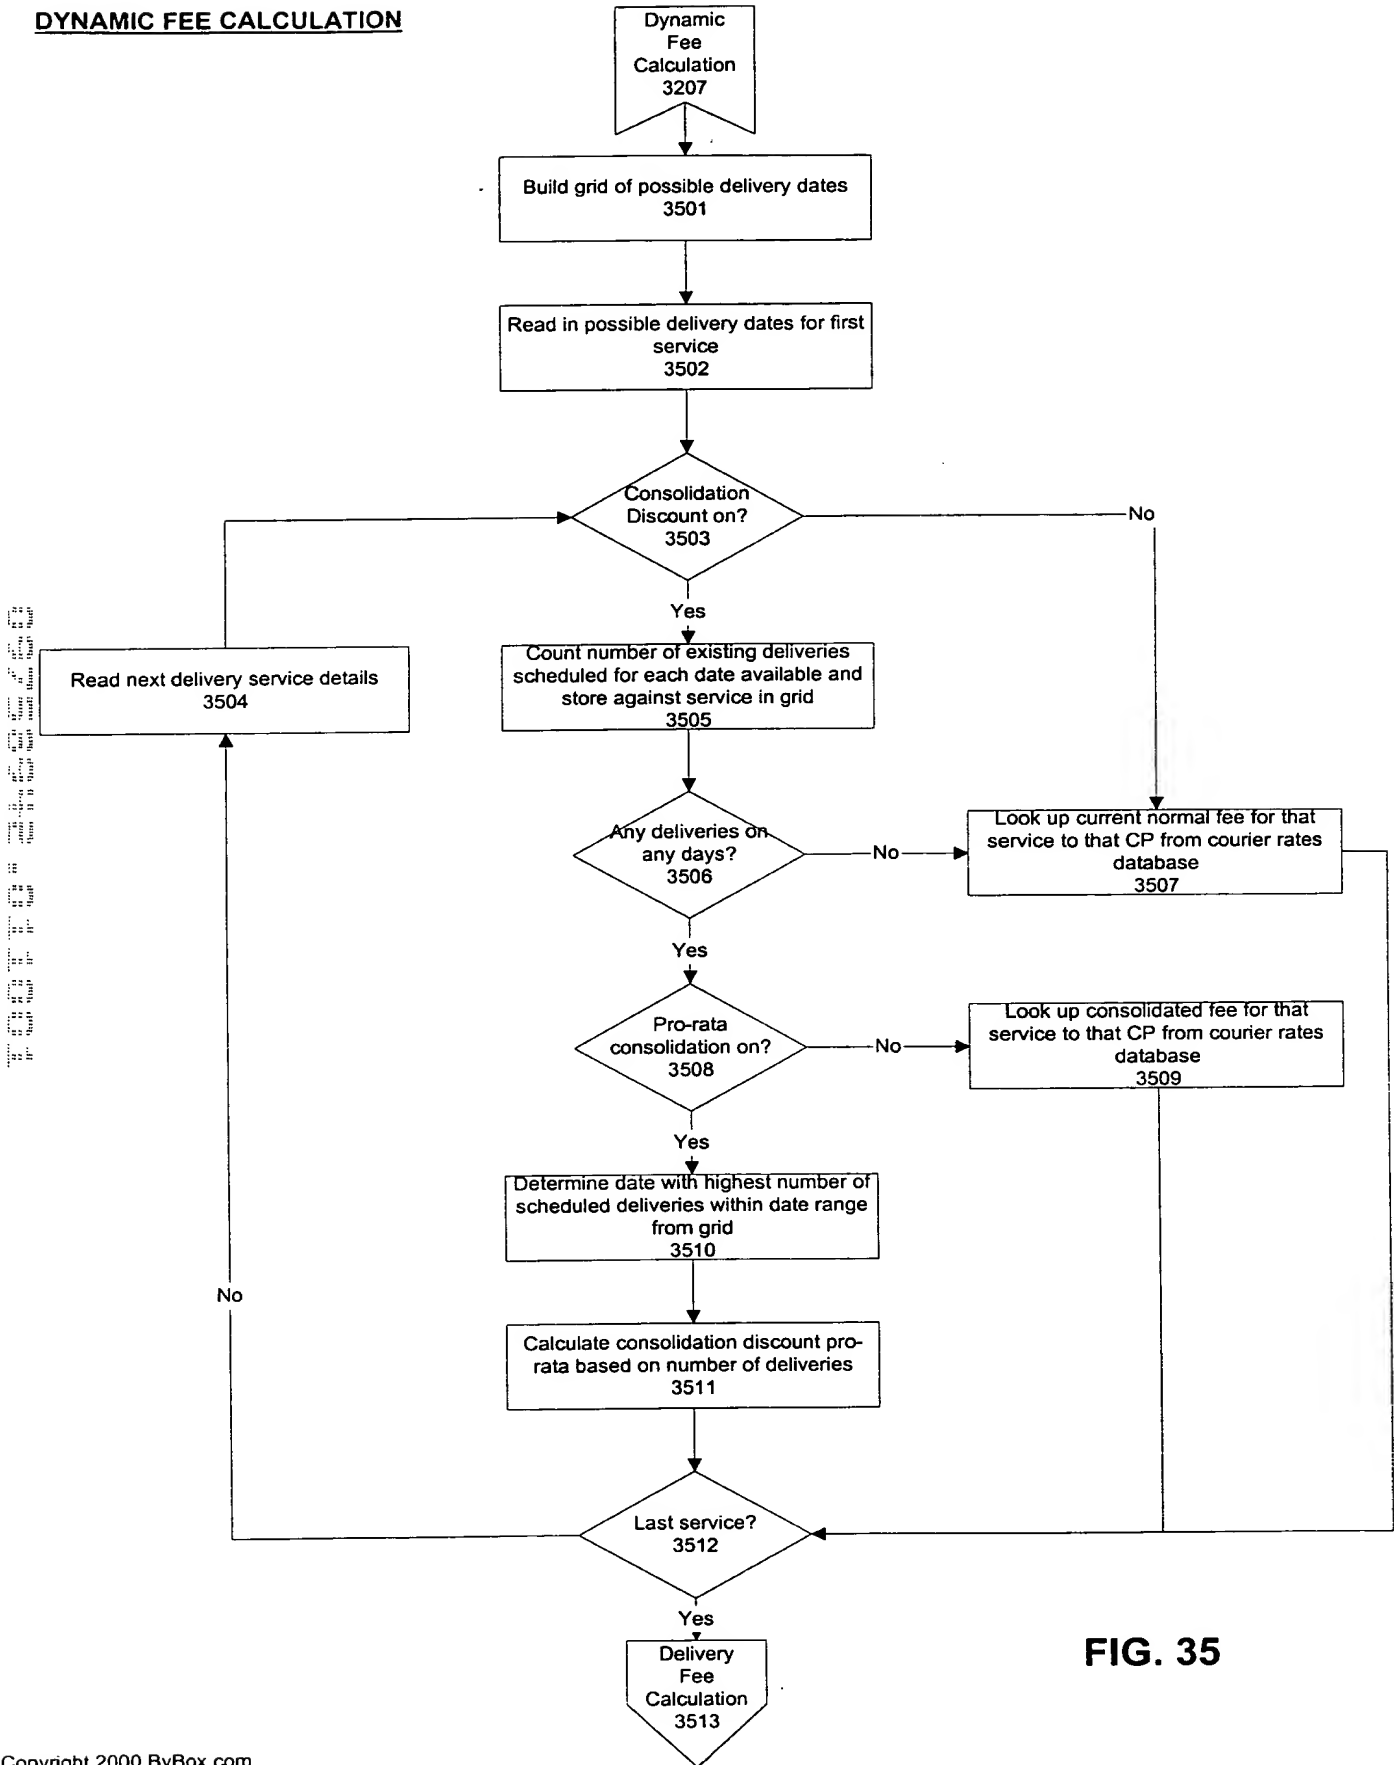 DYNAMIC FEE CALCULATION
Dynamic
Fee
Calculation
3207
Build grid of possible delivery dates
3501
Read in possible delivery dates for first
service
3502
Consolidation
Discount on?
3503
No
Yes
Read next delivery service details
3504
Count number of existing deliveries
scheduled for each date available and
store against service in grid
3505
Any deliveries on
any days?
3506
No
Look up current normal fee for that
service to that CP from courier rates
database
3507
Yes
Pro-rata
consolidation on?
3508
No
Look up consolidated fee for that
service to that CP from courier rates
database
3509
Yes
Determine date with highest number of
scheduled deliveries within date range
from grid
3510
No
Calculate consolidation discount pro-
rata based on number of deliveries
3511
Last service?
3512
Yes
Delivery
Fee
Calculation
3513
FIG. 35
Copyright 2000 ByBox.com